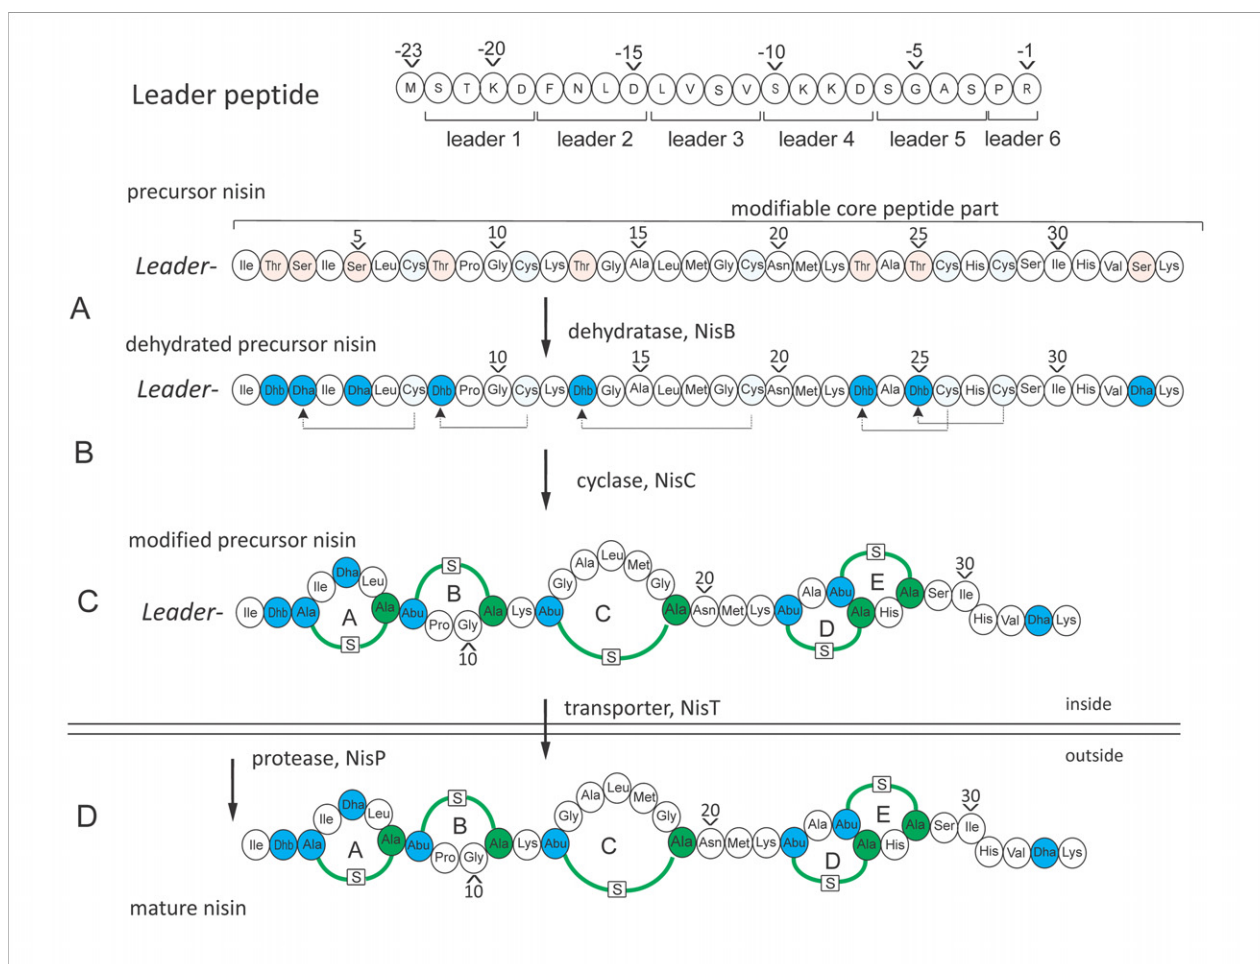 -23 -20 -15 -10 -5 -1
Leader peptide M S T K D F N L D L V S V S K K D S G A S P R
leader 1 leader 2 leader 3 leader 4 leader 5 leader 6
precursor nisin
modifiable core peptide part
5 10 15 20 25 30
Leader- Ile Thr Ser Ile Ser Leu Cys Thr Pro Gly Cys Lys Thr Gly Ala Leu Met Gly Cys Asn Met Lys Thr Ala Thr Cys His Cys Ser Ile His Val Ser Lys
A
dehydratase, NisB
dehydrated precursor nisin
10 15 20 25 30
Leader- Ile Dhb Dha Ile Dha Leu Cys Dhb Pro Gly Cys Lys Dhb Gly Ala Leu Met Gly Cys Asn Met Lys Dhb Ala Dhb Cys His Cys Ser Ile His Val Dha Lys
B
cyclase, NisC
modified precursor nisin
C
Leader- Ile Dhb Ala Ile Dha Leu Ala Abu Pro Gly Ala Lys Abu Gly Ala Leu Met Gly Ala Asn Met Lys Abu Ala Abu Ala His Ala Ser Ile His Val Dha Lys
A S B S C S D S E S
10 20 30
transporter, NisT
inside
outside
protease, NisP
D
Ile Dhb Ala Ile Dha Leu Ala Abu Pro Gly Ala Lys Abu Gly Ala Leu Met Gly Ala Asn Met Lys Abu Ala Abu Ala His Ala Ser Ile His Val Dha Lys
A S B S C S D S E S
10 20 30
mature nisin